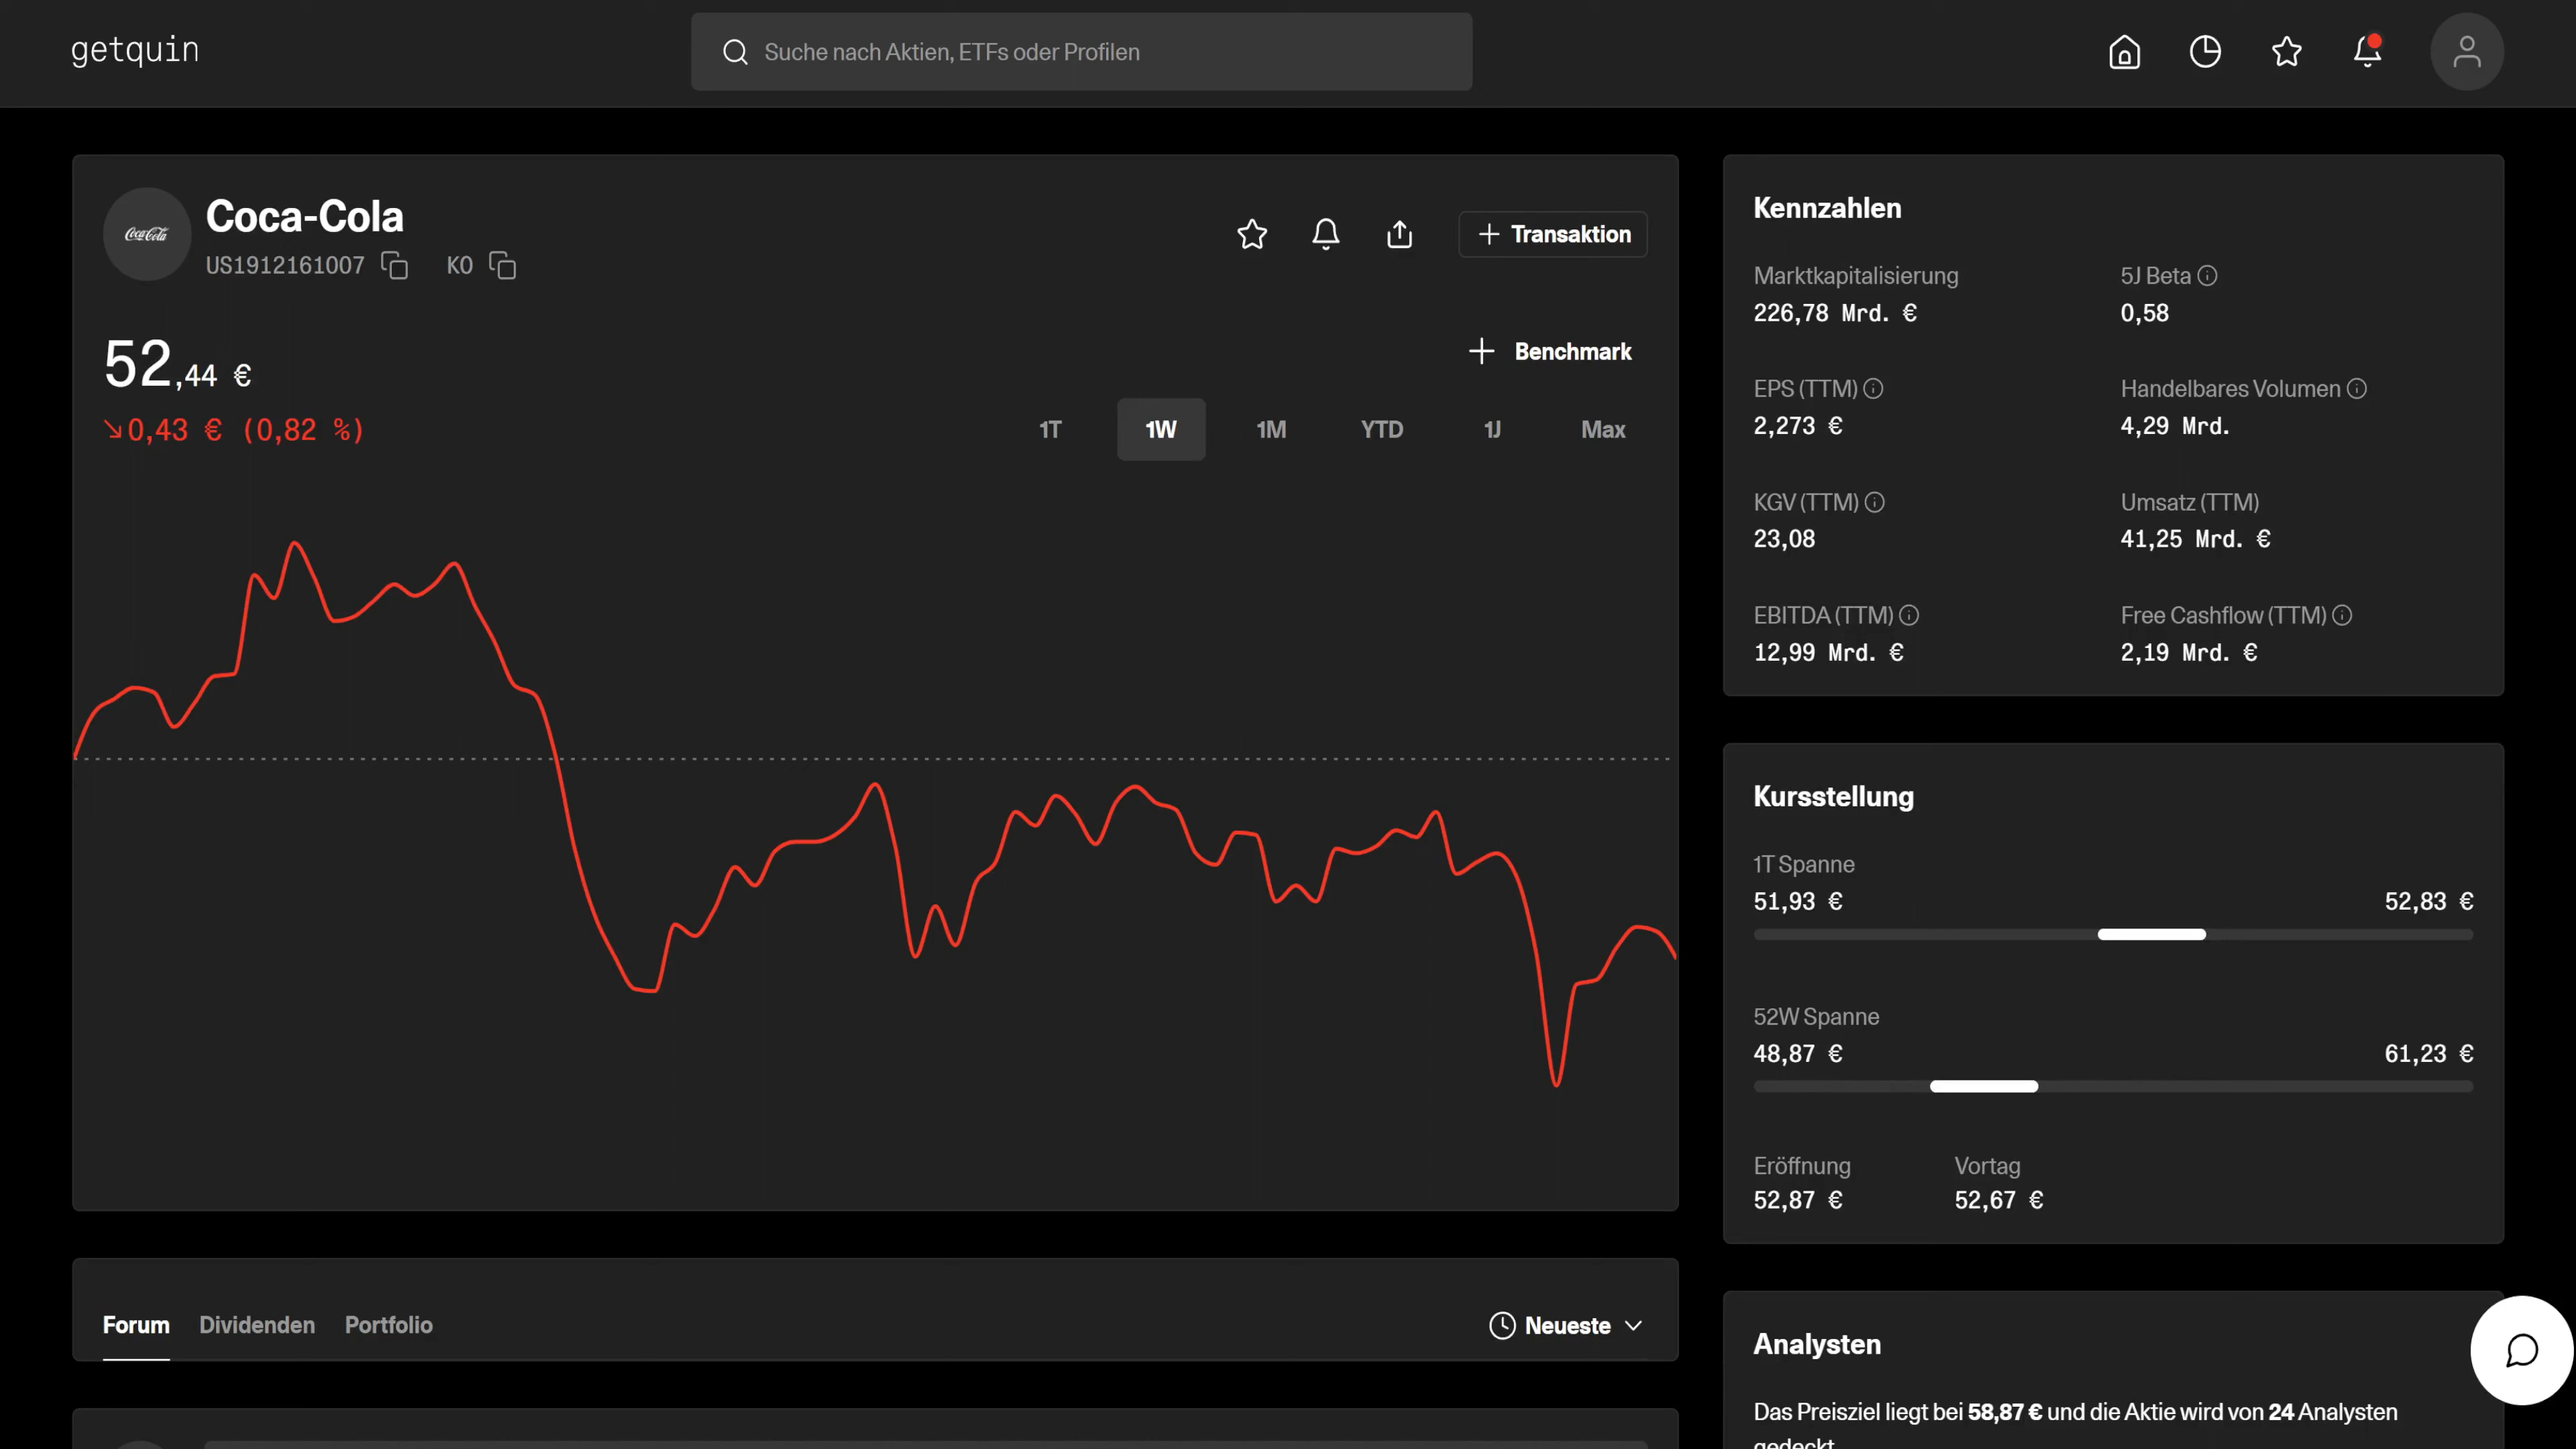 getquin
Suche nach Aktien, ETFs oder Profilen
Coca-Cola
Coca-Cola
US1912161007 KO
+ Transaktion
52,44 €
↘0,43 € (0,82 %)
+ Benchmark
1T 1W 1M YTD 1J Max
Forum Dividenden Portfolio
Neueste
Kennzahlen
Marktkapitalisierung 5J Beta
226,78 Mrd. € 0,58
EPS (TTM) Handelbares Volumen
2,273 € 4,29 Mrd.
KGV (TTM) Umsatz (TTM)
23,08 41,25 Mrd. €
EBITDA (TTM) Free Cashflow (TTM)
12,99 Mrd. € 2,19 Mrd. €
Kursstellung
1T Spanne
51,93 € 52,83 €
52W Spanne
48,87 € 61,23 €
Eröffnung Vortag
52,87 € 52,67 €
Analysten
Das Preisziel liegt bei 58,87 € und die Aktie wird von 24 Analysten
gedeckt